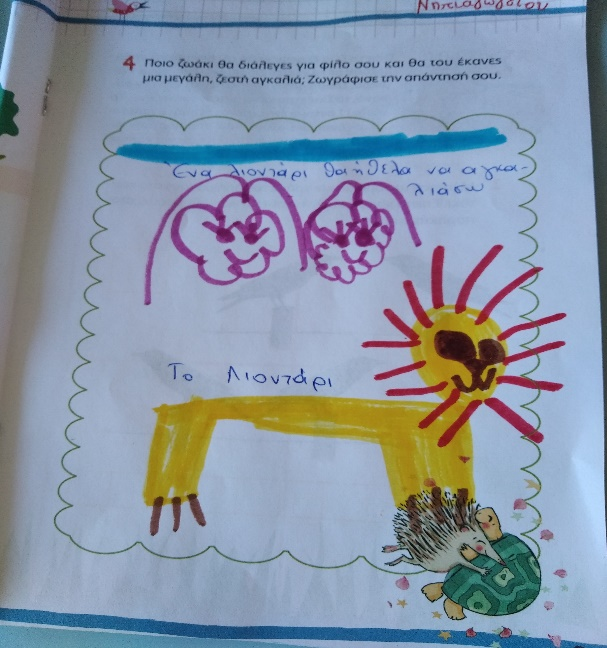 Νηπιαγωγείου
4 Ποιο ζωάκι θα διάλεγες για φίλο σου και θα του έκανες
μια μεγάλη, ζεστή αγκαλιά; Ζωγράφισε την απάντησή σου.
Ένα λιοντάρι θα ήθελα να αγκα-
λιάσω
Το Λιοντάρι